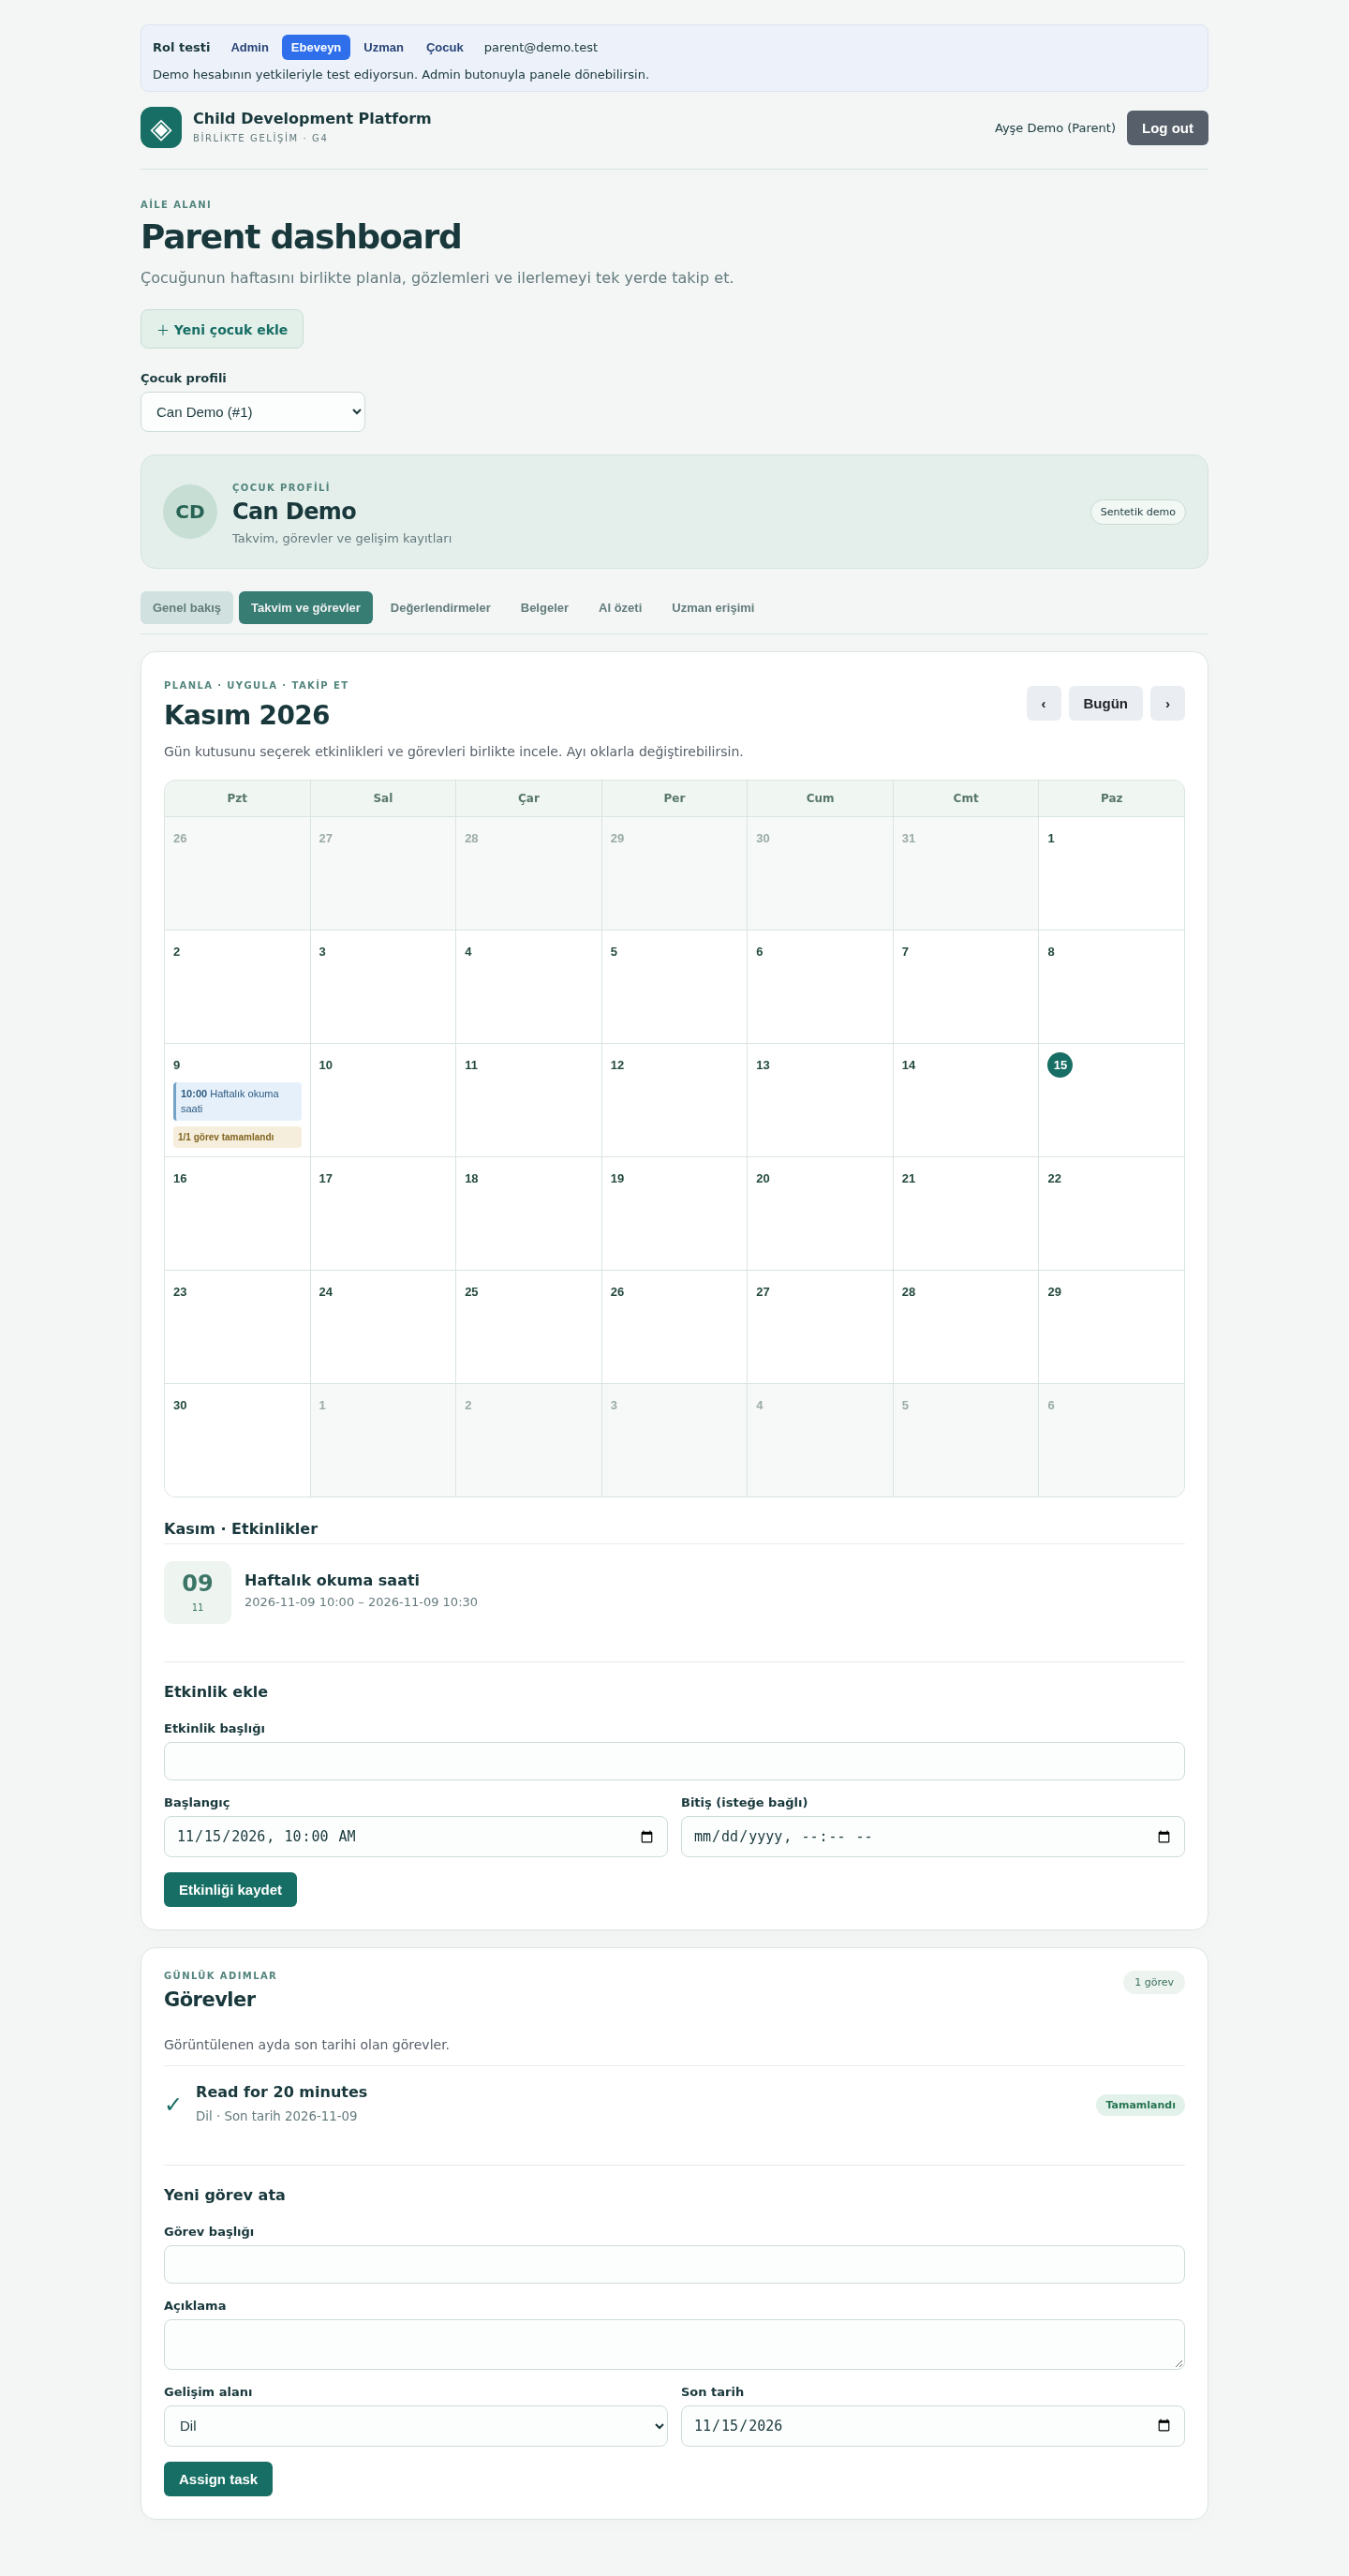 Rol testi Admin Ebeveyn Uzman Çocuk parent@demo.test
Demo hesabının yetkileriyle test ediyorsun. Admin butonuyla panele dönebilirsin.
Child Development Platform
BİRLİKTE GELİŞİM · G4
Ayşe Demo (Parent) Log out
AİLE ALANI
Parent dashboard
Çocuğunun haftasını birlikte planla, gözlemleri ve ilerlemeyi tek yerde takip et.
+ Yeni çocuk ekle
Çocuk profili
Can Demo (#1)
CD
ÇOCUK PROFİLİ
Can Demo
Takvim, görevler ve gelişim kayıtları
Sentetik demo
Genel bakış Takvim ve görevler Değerlendirmeler Belgeler AI özeti Uzman erişimi
PLANLA · UYGULA · TAKİP ET
Kasım 2026
‹ Bugün ›
Gün kutusunu seçerek etkinlikleri ve görevleri birlikte incele. Ayı oklarla değiştirebilirsin.
Pzt Sal Çar Per Cum Cmt Paz
26 27 28 29 30 31 1
2 3 4 5 6 7 8
9 10 11 12 13 14 15
10:00 Haftalık okuma
saati
1/1 görev tamamlandı
16 17 18 19 20 21 22
23 24 25 26 27 28 29
30 1 2 3 4 5 6
Kasım · Etkinlikler
09
11
Haftalık okuma saati
2026-11-09 10:00 – 2026-11-09 10:30
Etkinlik ekle
Etkinlik başlığı
Başlangıç Bitiş (isteğe bağlı)
11/15/2026, 10:00 AM mm/dd/yyyy, --:-- --
Etkinliği kaydet
GÜNLÜK ADIMLAR
Görevler
1 görev
Görüntülenen ayda son tarihi olan görevler.
✓ Read for 20 minutes
Dil · Son tarih 2026-11-09
Tamamlandı
Yeni görev ata
Görev başlığı
Açıklama
Gelişim alanı Son tarih
Dil 11/15/2026
Assign task